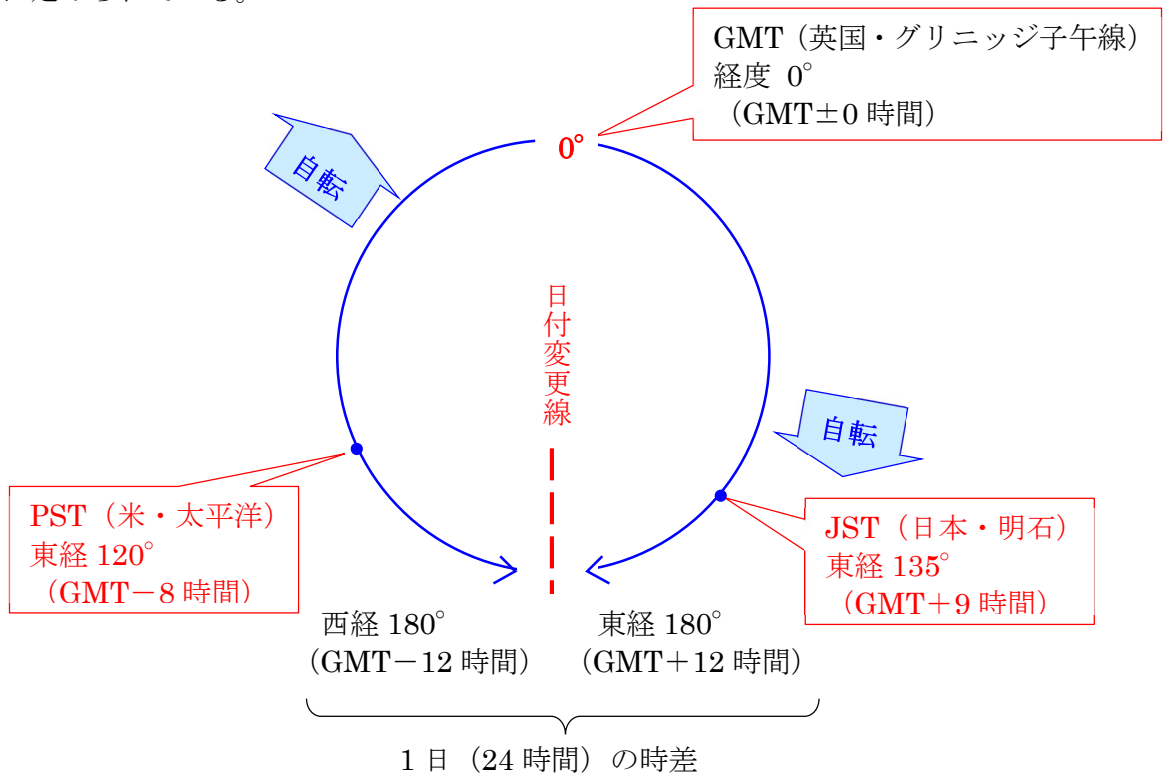 GMT（英国・グリニッジ子午線）
経度 0°
（GMT±0 時間）
0°
自転
日付変更線
自転
PST（米・太平洋）
東経 120°
（GMT－8 時間）
JST（日本・明石）
東経 135°
（GMT＋9 時間）
西経 180°
（GMT－12 時間）
東経 180°
（GMT＋12 時間）
1 日（24 時間）の時差